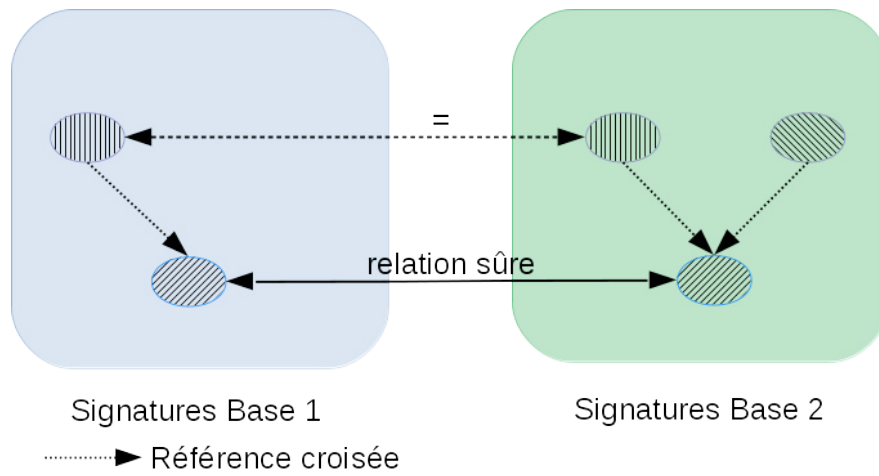 =
relation sûre
Signatures Base 1
Signatures Base 2
Référence croisée